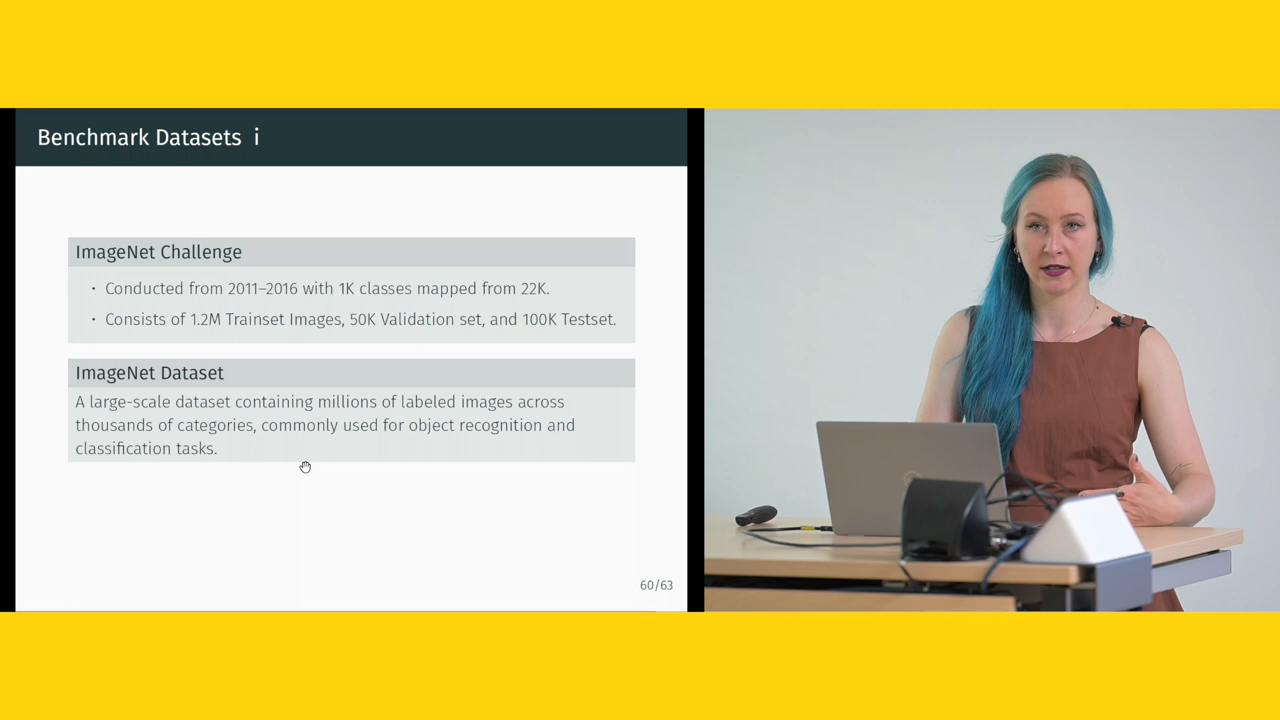 Benchmark Datasets i
ImageNet Challenge
· Conducted from 2011–2016 with 1K classes mapped from 22K.
· Consists of 1.2M Trainset Images, 50K Validation set, and 100K Testset.
ImageNet Dataset
A large-scale dataset containing millions of labeled images across
thousands of categories, commonly used for object recognition and
classification tasks.
60/63